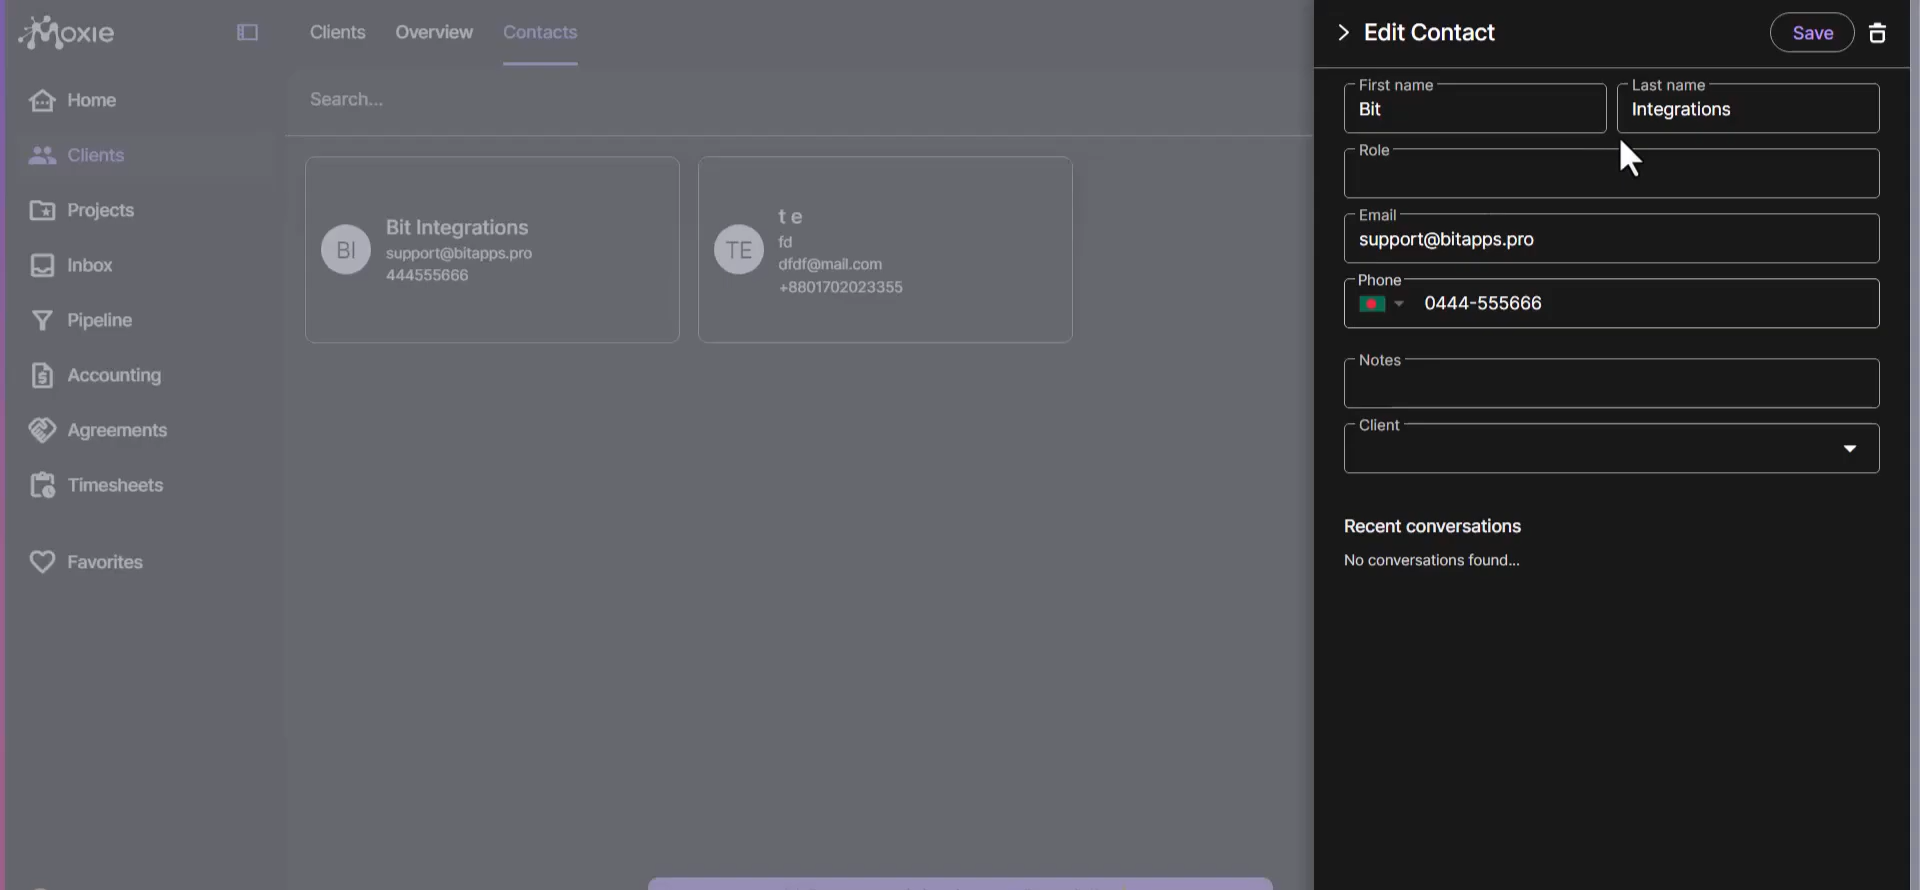 Moxie
Home
Clients
Projects
Inbox
Pipeline
Accounting
Agreements
Timesheets
Favorites
Clients Overview Contacts
Search...
BI
Bit Integrations
support@bitapps.pro
444555666
TE
t e
fd
dfdf@mail.com
+8801702023355
Edit Contact
Save
First name
Bit
Last name
Integrations
Role
Email
support@bitapps.pro
Phone
0444-555666
Notes
Client
Recent conversations
No conversations found...